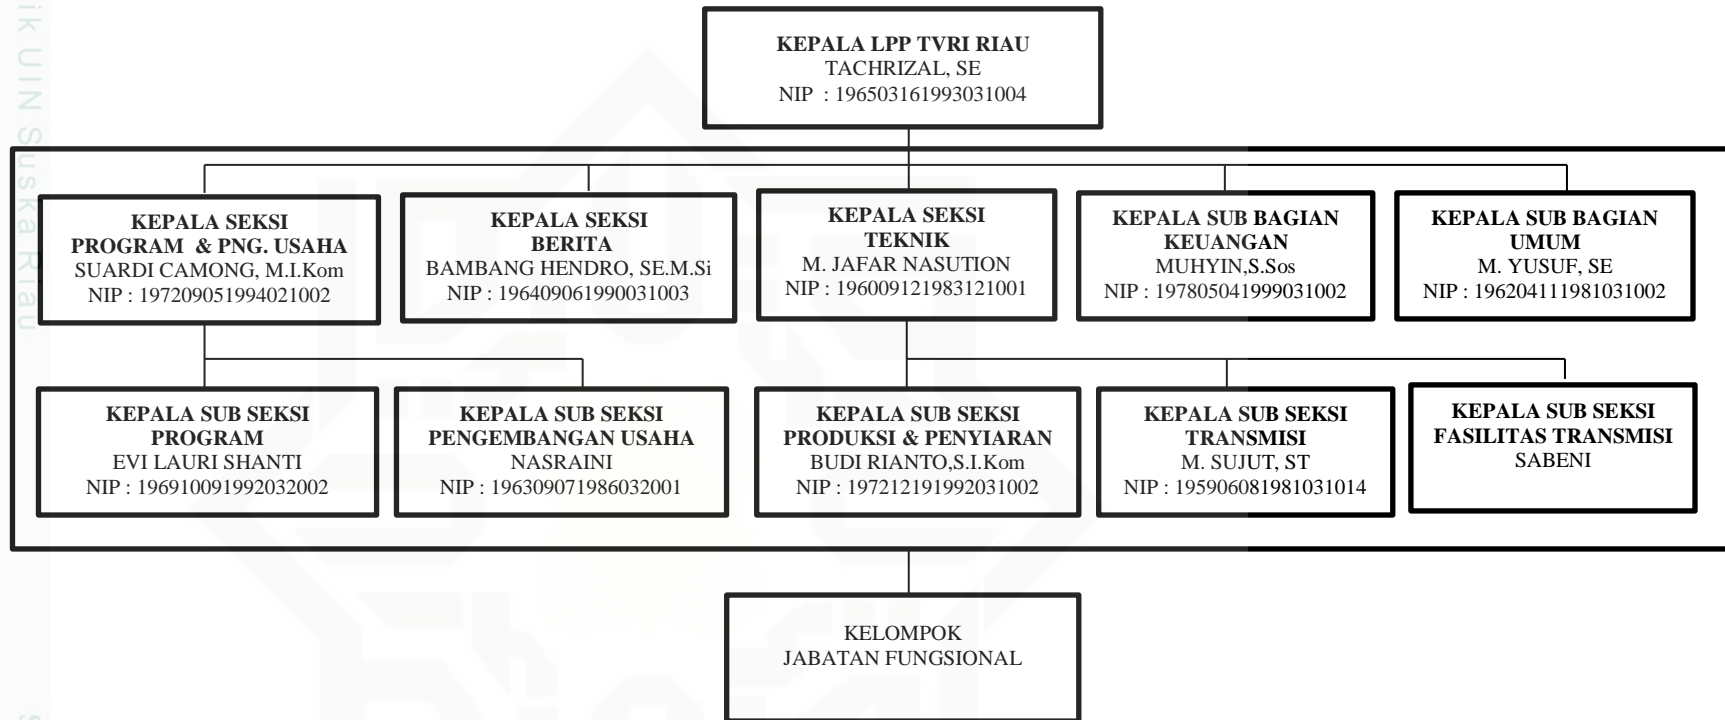 KEPALA LPP TVRI RIAU
TACHRIZAL, SE
NIP : 196503161993031004
KEPALA SEKSI
PROGRAM & PNG. USAHA
SUARDI CAMONG, M.I.Kom
NIP : 197209051994021002
KEPALA SEKSI
BERITA
BAMBANG HENDRO, SE.M.Si
NIP : 196409061990031003
KEPALA SEKSI
TEKNIK
M. JAFAR NASUTION
NIP : 196009121983121001
KEPALA SUB BAGIAN
KEUANGAN
MUHYIN,S.Sos
NIP : 197805041999031002
KEPALA SUB BAGIAN
UMUM
M. YUSUF, SE
NIP : 196204111981031002
KEPALA SUB SEKSI
PROGRAM
EVI LAURI SHANTI
NIP : 196910091992032002
KEPALA SUB SEKSI
PENGEMBANGAN USAHA
NASRAINI
NIP : 196309071986032001
KEPALA SUB SEKSI
PRODUKSI & PENYIARAN
BUDI RIANTO,S.I.Kom
NIP : 197212191992031002
KEPALA SUB SEKSI
TRANSMISI
M. SUJUT, ST
NIP : 195906081981031014
KEPALA SUB SEKSI
FASILITAS TRANSMISI
SABENI
KELOMPOK
JABATAN FUNGSIONAL
ik UIN Suska Riau